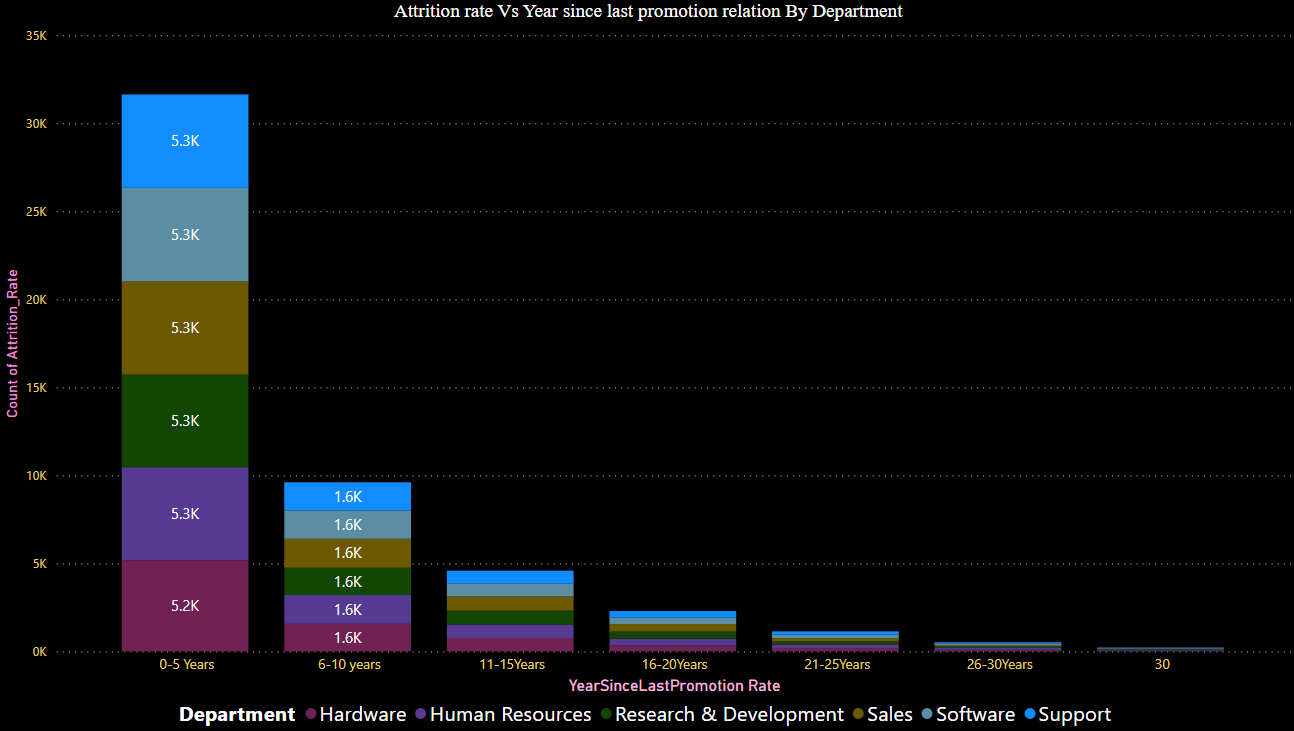 Attrition rate Vs Year since last promotion relation By Department
35K
30K
25K
20K
15K
10K
5K
0K
Count of Attrition_Rate
5.3K
5.3K
5.3K
5.3K
5.3K
5.2K
1.6K
1.6K
1.6K
1.6K
1.6K
1.6K
0-5 Years 6-10 years 11-15Years 16-20Years 21-25Years 26-30Years 30
YearSinceLastPromotion Rate
Department Hardware Human Resources Research & Development Sales Software Support